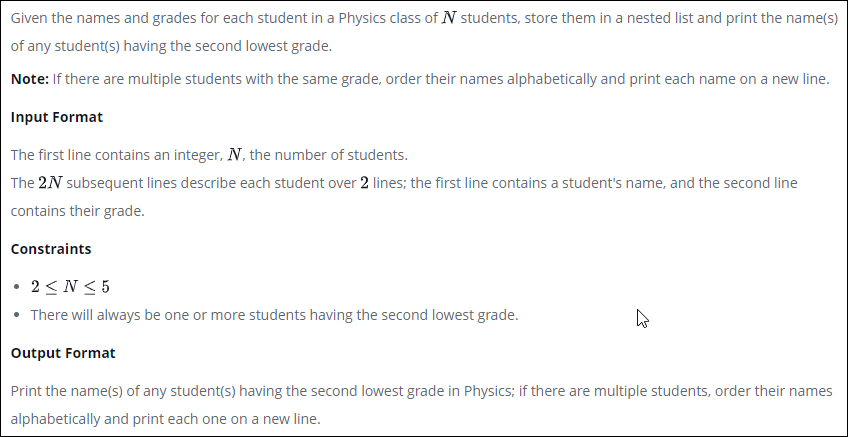 Given the names and grades for each student in a Physics class of N students, store them in a nested list and print the name(s)
of any student(s) having the second lowest grade.
Note: If there are multiple students with the same grade, order their names alphabetically and print each name on a new line.
Input Format
The first line contains an integer, N, the number of students.
The 2N subsequent lines describe each student over 2 lines; the first line contains a student's name, and the second line
contains their grade.
Constraints
• 2 ≤ N ≤ 5
• There will always be one or more students having the second lowest grade.
Output Format
Print the name(s) of any student(s) having the second lowest grade in Physics; if there are multiple students, order their names
alphabetically and print each one on a new line.